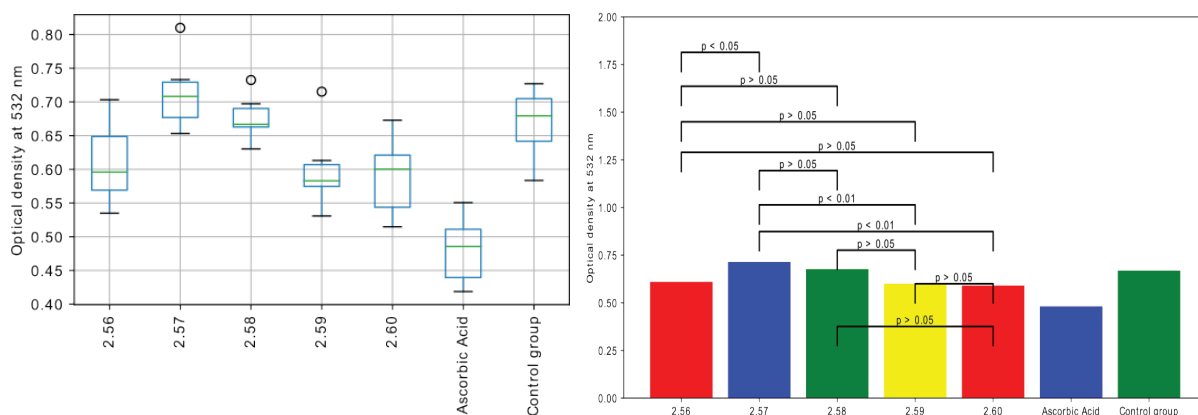 0.80
0.75
0.70
0.65
0.60
0.55
0.50
0.45
0.40
Optical density at 532 nm
2.56
2.57
2.58
2.59
2.60
Ascorbic Acid
Control group
2.00
1.75
1.50
1.25
1.00
0.75
0.50
0.25
0.00
Optical density at 532 nm
p < 0.05
p > 0.05
p > 0.05
p > 0.05
p > 0.05
p < 0.01
p < 0.01
p > 0.05
p > 0.05
p > 0.05
2.56 2.57 2.58 2.59 2.60 Ascorbic Acid Control group